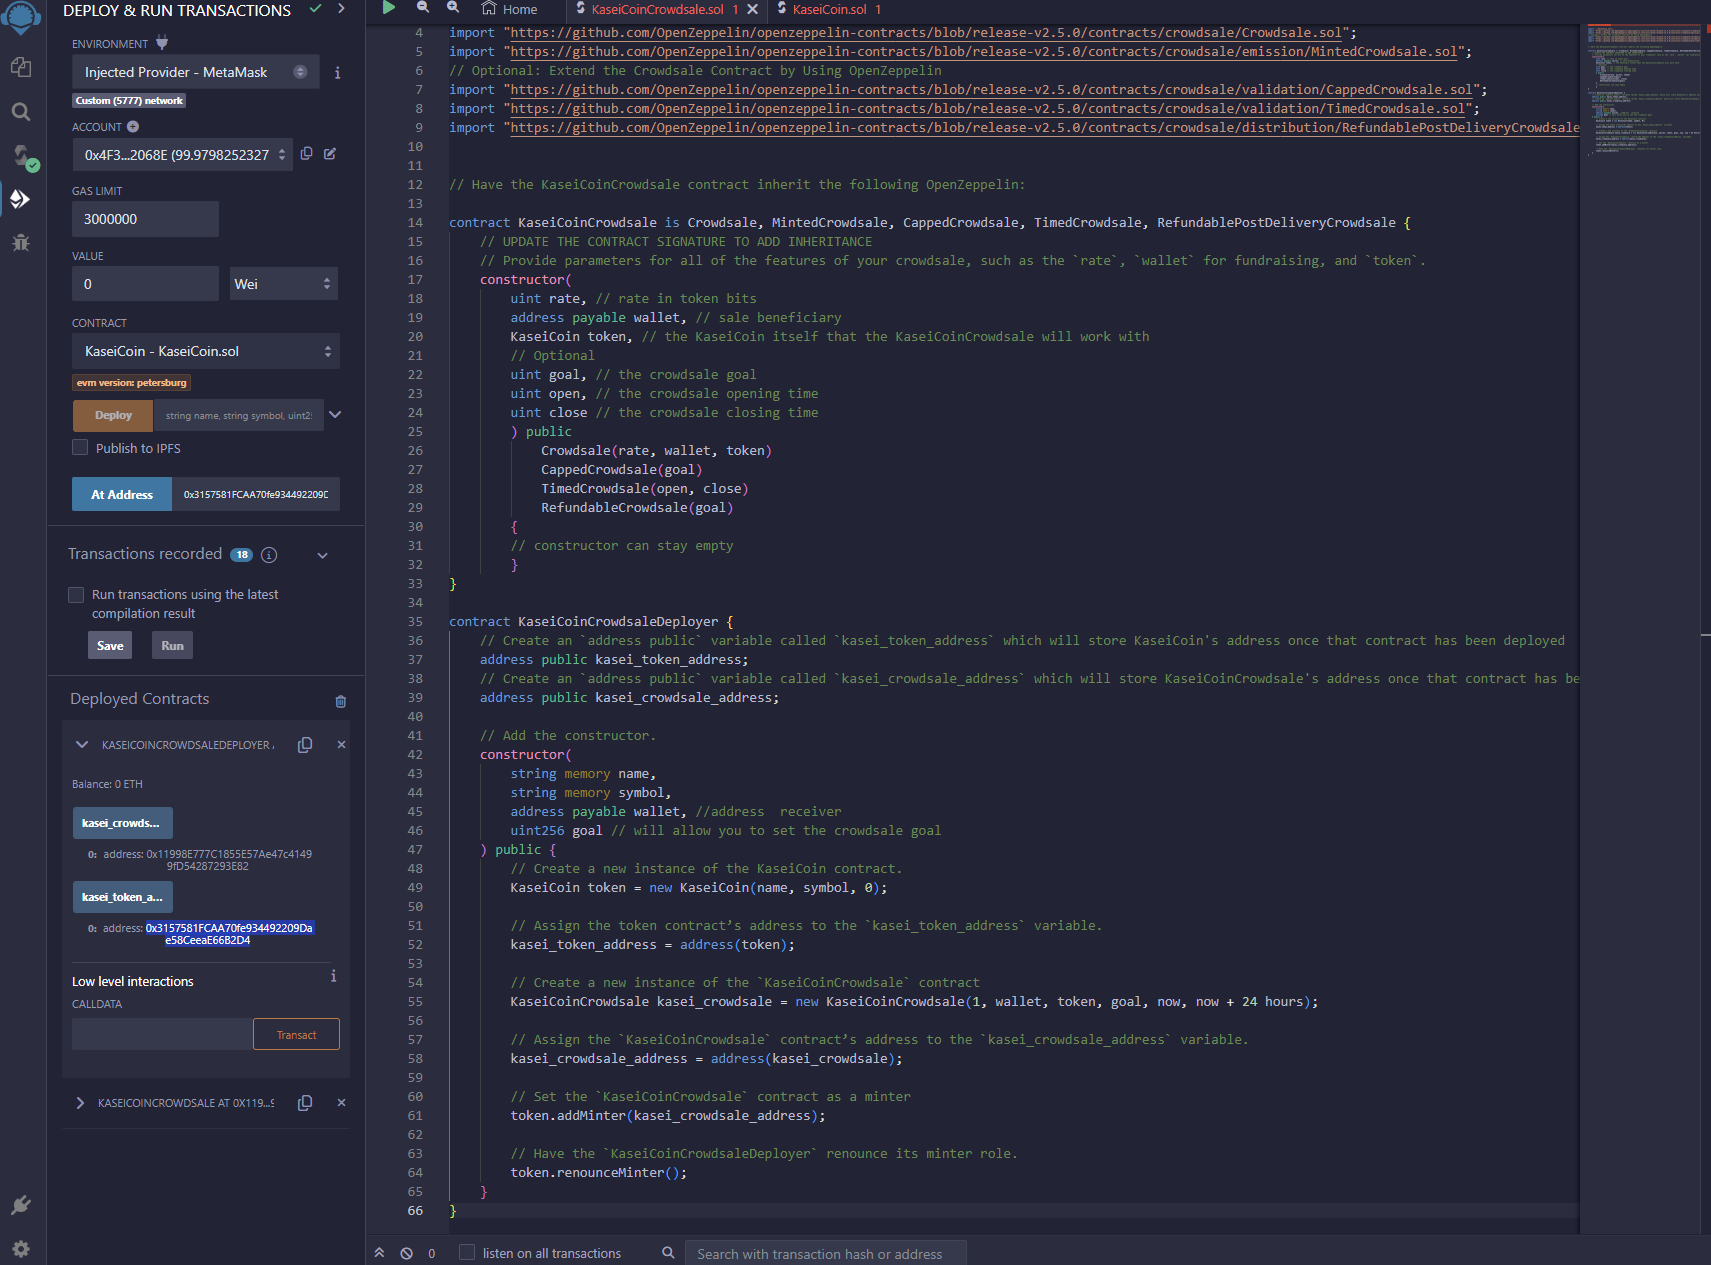 DEPLOY & RUN TRANSACTIONS
ENVIRONMENT
Injected Provider - MetaMask
Custom (5777) network
ACCOUNT
0x4F3...2068E (99.9798252327
GAS LIMIT
3000000
VALUE
0
Wei
CONTRACT
KaseiCoin - KaseiCoin.sol
evm version: petersburg
Deploy
string name, string symbol, uint2
Publish to IPFS
At Address
0x3157581FCAA70fe934492209D
Transactions recorded 18
Run transactions using the latest
compilation result
Save
Run
Deployed Contracts
KASEICOINCROWDSALEDEPLOYER
Balance: 0 ETH
kasei_crowds...
0: address: 0x11998E777C1855E57Ae47c4149
9fD54287293E82
kasei_token_a...
0: address: 0x3157581FCAA70fe934492209Da
e58CeeaE66B2D4
Low level interactions
CALLDATA
Transact
KASEICOINCROWDSALE AT 0X119...9
Home
KaseiCoinCrowdsale.sol 1
KaseiCoin.sol 1
4 import "https://github.com/OpenZeppelin/openzeppelin-contracts/blob/release-v2.5.0/contracts/crowdsale/Crowdsale.sol";
5 import "https://github.com/OpenZeppelin/openzeppelin-contracts/blob/release-v2.5.0/contracts/crowdsale/emission/MintedCrowdsale.sol";
6 // Optional: Extend the Crowdsale Contract by Using OpenZeppelin
7 import "https://github.com/OpenZeppelin/openzeppelin-contracts/blob/release-v2.5.0/contracts/crowdsale/validation/CappedCrowdsale.sol";
8 import "https://github.com/OpenZeppelin/openzeppelin-contracts/blob/release-v2.5.0/contracts/crowdsale/validation/TimedCrowdsale.sol";
9 import "https://github.com/OpenZeppelin/openzeppelin-contracts/blob/release-v2.5.0/contracts/crowdsale/distribution/RefundablePostDeliveryCrowdsale
10
11
12 // Have the KaseiCoinCrowdsale contract inherit the following OpenZeppelin:
13
14 contract KaseiCoinCrowdsale is Crowdsale, MintedCrowdsale, CappedCrowdsale, TimedCrowdsale, RefundablePostDeliveryCrowdsale {
15 // UPDATE THE CONTRACT SIGNATURE TO ADD INHERITANCE
16 // Provide parameters for all of the features of your crowdsale, such as the `rate`, `wallet` for fundraising, and `token`.
17 constructor(
18 uint rate, // rate in token bits
19 address payable wallet, // sale beneficiary
20 KaseiCoin token, // the KaseiCoin itself that the KaseiCoinCrowdsale will work with
21 // Optional
22 uint goal, // the crowdsale goal
23 uint open, // the crowdsale opening time
24 uint close // the crowdsale closing time
25 ) public
26 Crowdsale(rate, wallet, token)
27 CappedCrowdsale(goal)
28 TimedCrowdsale(open, close)
29 RefundableCrowdsale(goal)
30 {
31 // constructor can stay empty
32 }
33 }
34
35 contract KaseiCoinCrowdsaleDeployer {
36 // Create an `address public` variable called `kasei_token_address` which will store KaseiCoin's address once that contract has been deployed
37 address public kasei_token_address;
38 // Create an `address public` variable called `kasei_crowdsale_address` which will store KaseiCoinCrowdsale's address once that contract has be
39 address public kasei_crowdsale_address;
40
41 // Add the constructor.
42 constructor(
43 string memory name,
44 string memory symbol,
45 address payable wallet, //address  receiver
46 uint256 goal // will allow you to set the crowdsale goal
47 ) public {
48 // Create a new instance of the KaseiCoin contract.
49 KaseiCoin token = new KaseiCoin(name, symbol, 0);
50
51 // Assign the token contract’s address to the `kasei_token_address` variable.
52 kasei_token_address = address(token);
53
54 // Create a new instance of the `KaseiCoinCrowdsale` contract
55 KaseiCoinCrowdsale kasei_crowdsale = new KaseiCoinCrowdsale(1, wallet, token, goal, now, now + 24 hours);
56
57 // Assign the `KaseiCoinCrowdsale` contract’s address to the `kasei_crowdsale_address` variable.
58 kasei_crowdsale_address = address(kasei_crowdsale);
59
60 // Set the `KaseiCoinCrowdsale` contract as a minter
61 token.addMinter(kasei_crowdsale_address);
62
63 // Have the `KaseiCoinCrowdsaleDeployer` renounce its minter role.
64 token.renounceMinter();
65 }
66 }
0
listen on all transactions
Search with transaction hash or address